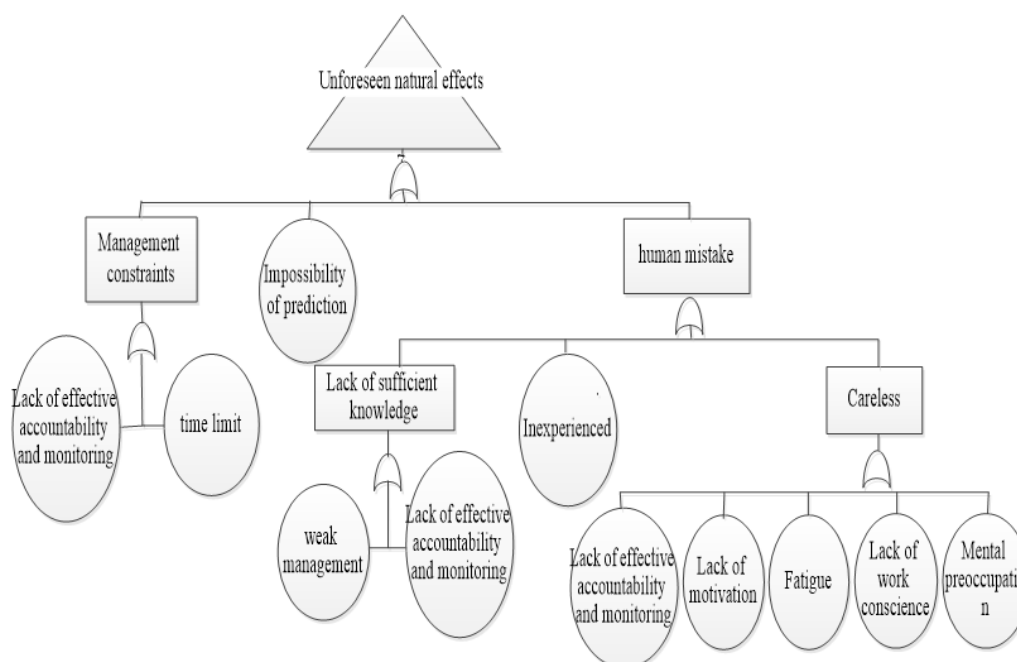 Unforeseen natural effects
Management
constraints
Impossibility
of prediction
human mistake
Lack of effective
accountability
and monitoring
time limit
Lack of sufficient
knowledge
Inexperienced
Careless
weak
management
Lack of effective
accountability
and monitoring
Lack of effective
accountability
and monitoring
Lack of
motivation
Fatigue
Lack of
work
conscience
Mental
preoccupatio
n